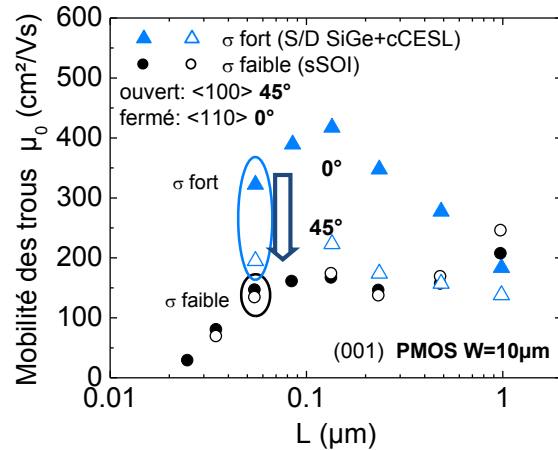 600
500
400
300
200
100
0
Mobilité des trous μ₀ (cm²/Vs)
σ fort (S/D SiGe+cCESL)
σ faible (sSOI)
ouvert: <100> 45°
fermé: <110> 0°
σ fort
0°
45°
σ faible
(001) PMOS W=10μm
0.01 0.1 1
L (μm)